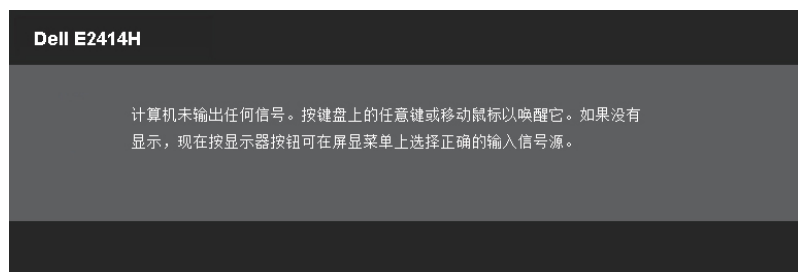 Dell E2414H
计算机未输出任何信号。按键盘上的任意键或移动鼠标以唤醒它。如果没有
显示，现在按显示器按钮可在屏显菜单上选择正确的输入信号源。